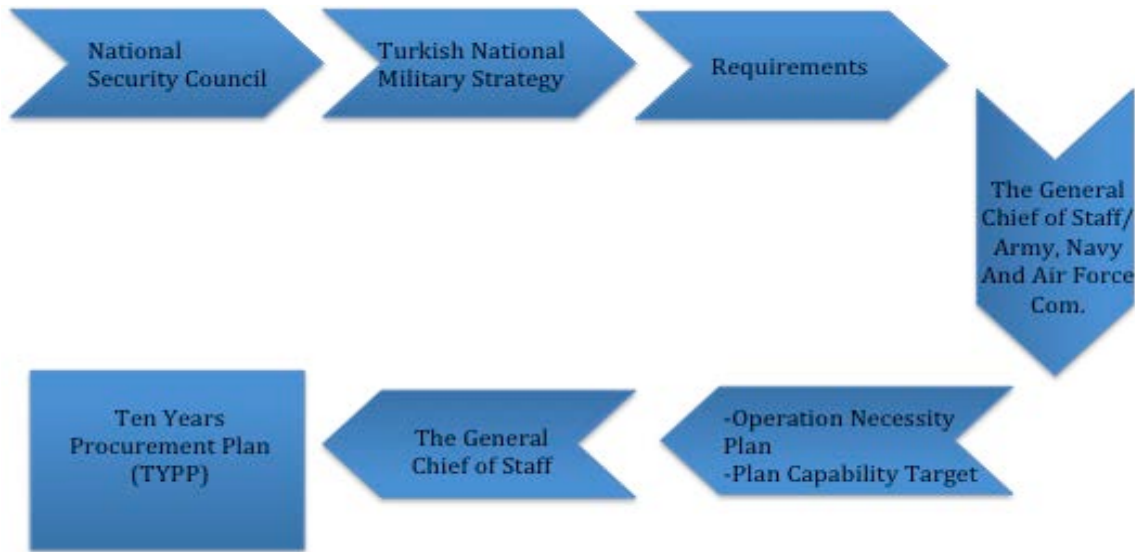 National
Security Council
Turkish National
Military Strategy
Requirements
The General
Chief of Staff/
Army, Navy
And Air Force
Com.
-Operation Necessity
Plan
-Plan Capability Target
The General
Chief of Staff
Ten Years
Procurement Plan
(TYPP)